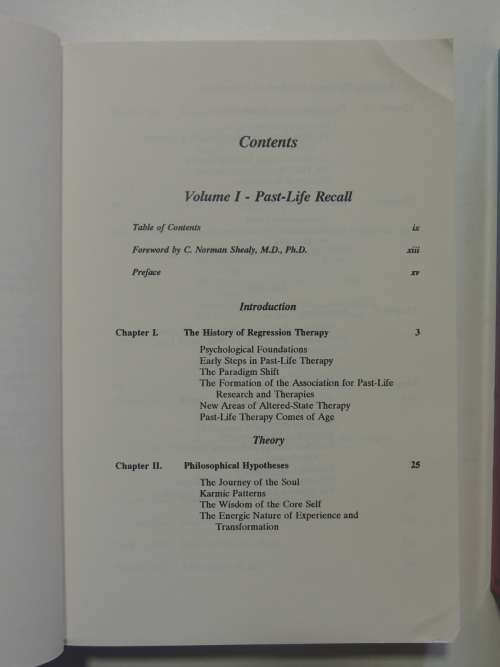 Contents
Volume I - Past-Life Recall
Table of Contents ix
Foreword by C. Norman Shealy, M.D., Ph.D. xiii
Preface xv
Introduction
Chapter I. The History of Regression Therapy 3
Psychological Foundations
Early Steps in Past-Life Therapy
The Paradigm Shift
The Formation of the Association for Past-Life
Research and Therapies
New Areas of Altered-State Therapy
Past-Life Therapy Comes of Age
Theory
Chapter II. Philosophical Hypotheses 25
The Journey of the Soul
Karmic Patterns
The Wisdom of the Core Self
The Energic Nature of Experience and
Transformation